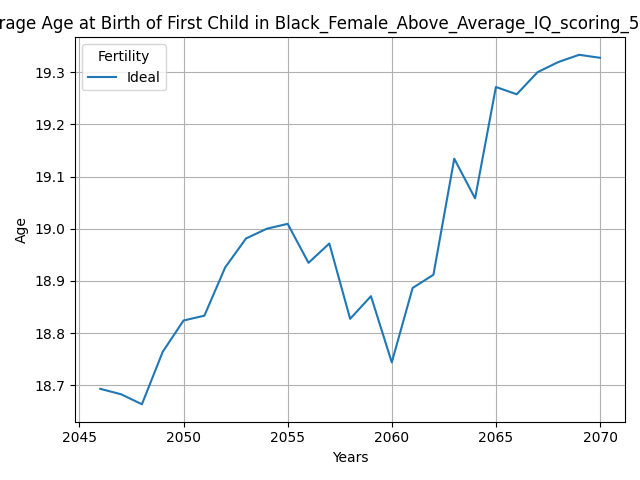 rage Age at Birth of First Child in Black_Female_Above_Average_IQ_scoring_5
Fertility
Ideal
19.3
19.2
19.1
19.0
18.9
18.8
18.7
Age
2045
2050
2055
2060
2065
2070
Years